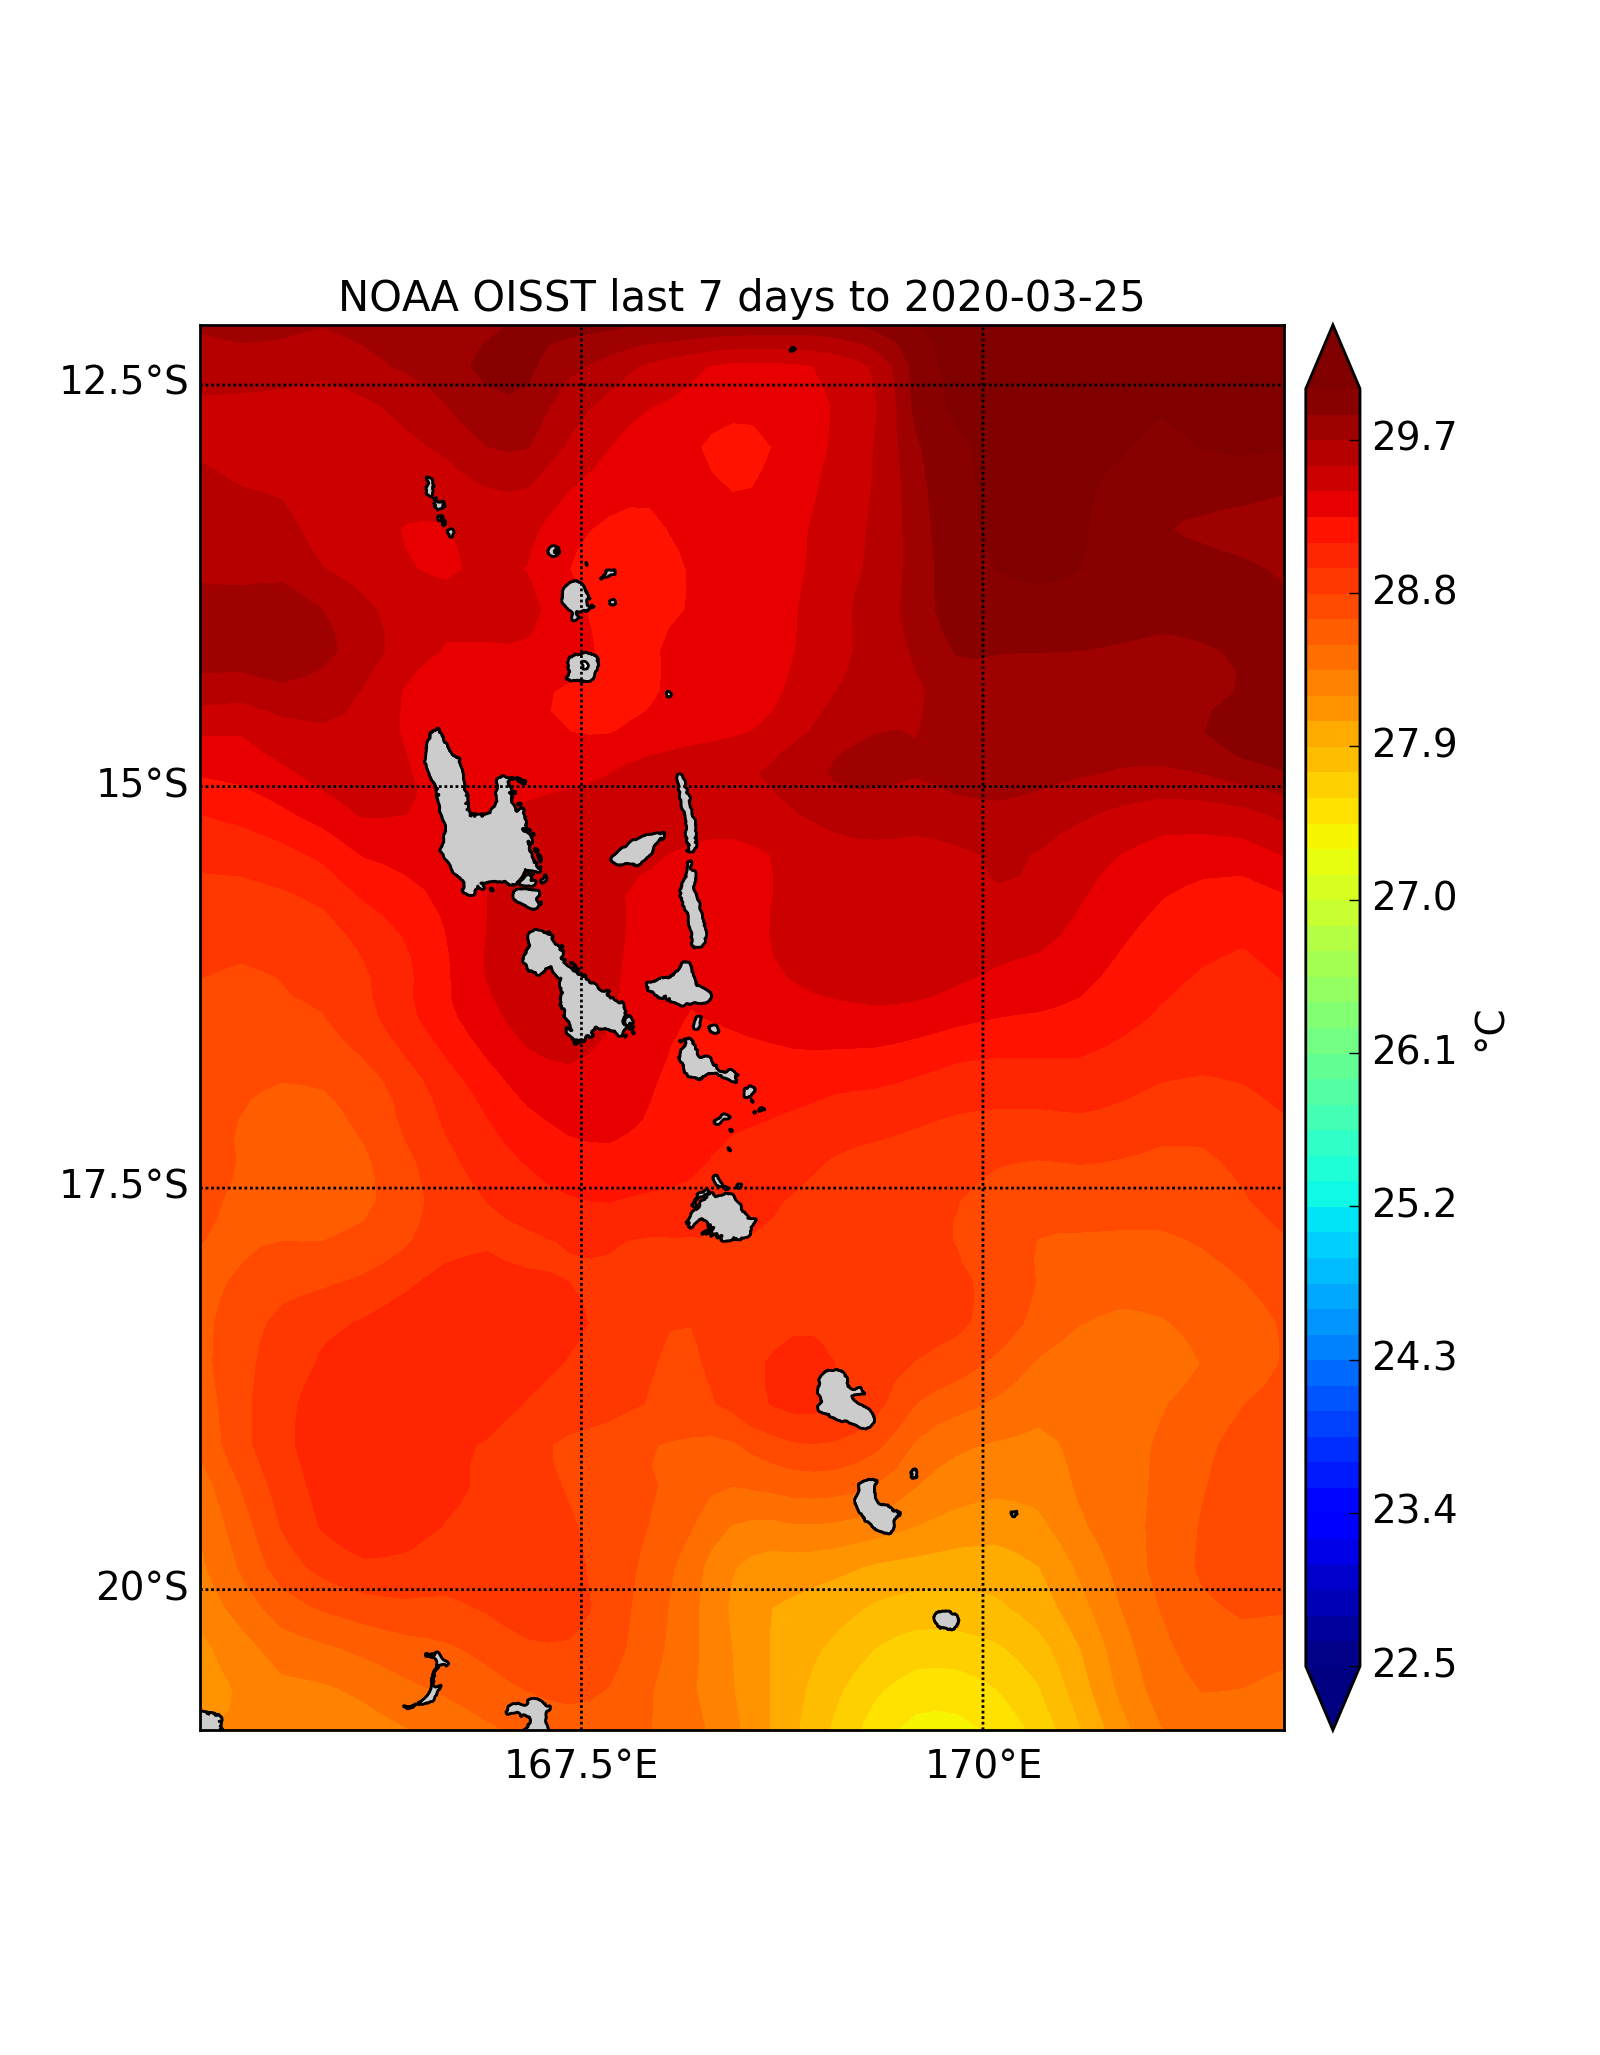 NOAA OISST last 7 days to 2020-03-25
12.5°S
15°S
17.5°S
20°S
167.5°E
170°E
29.7
28.8
27.9
27.0
26.1
25.2
24.3
23.4
22.5
°C